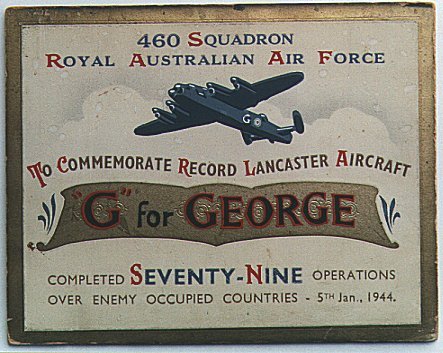 460 SQUADRON
ROYAL AUSTRALIAN AIR FORCE
G
TO COMMEMORATE RECORD LANCASTER AIRCRAFT
"G" for GEORGE
COMPLETED SEVENTY-NINE OPERATIONS
OVER ENEMY OCCUPIED COUNTRIES - 5TH Jan., 1944.